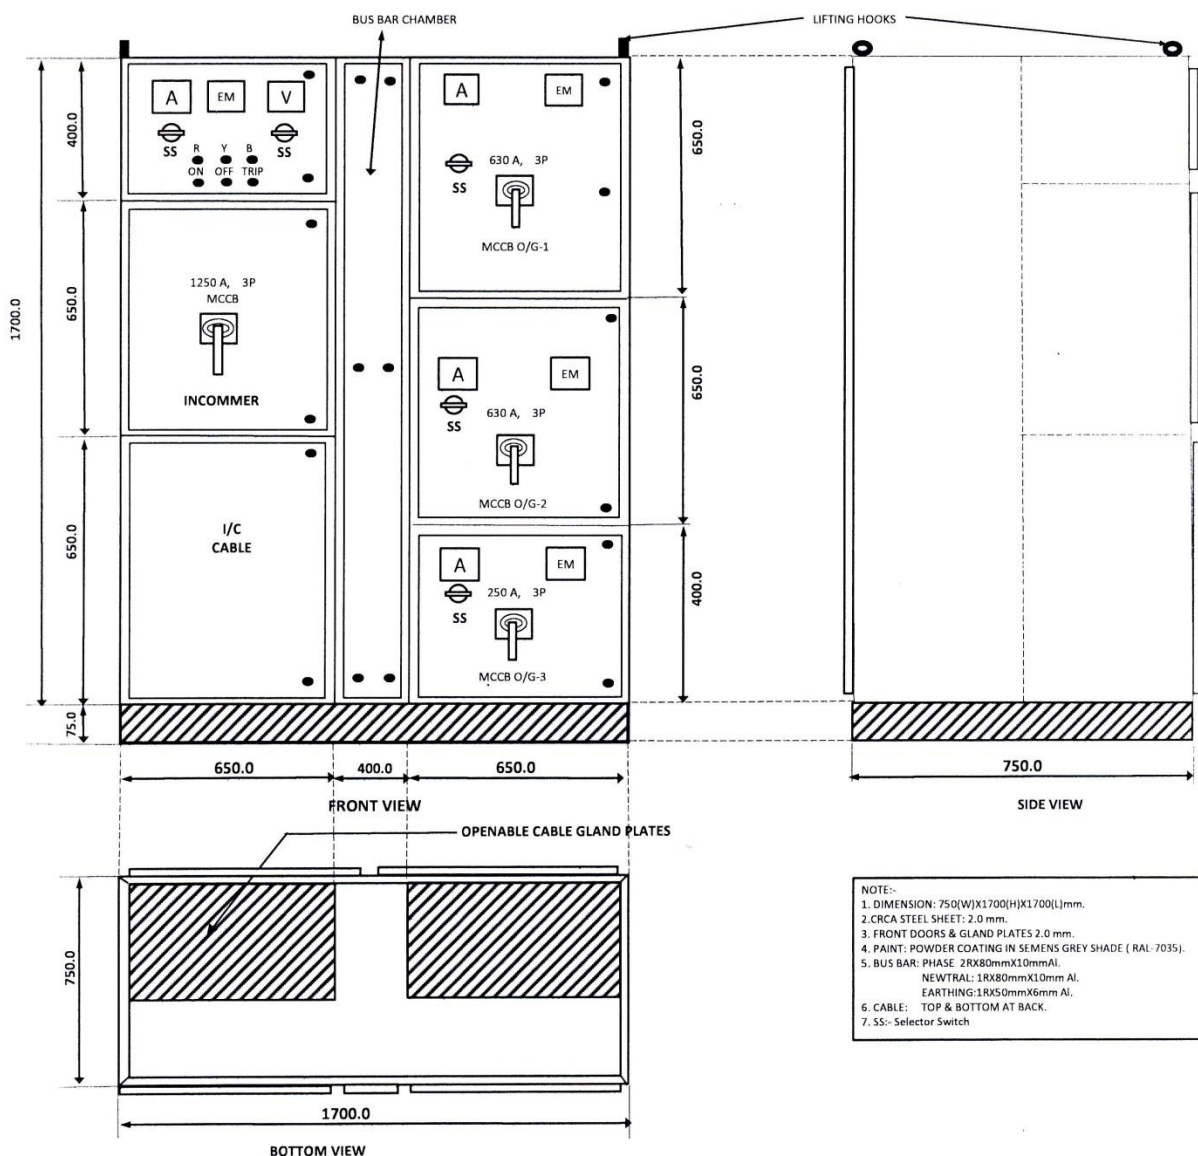 BUS BAR CHAMBER
LIFTING HOOKS
A EM V
SS SS
R Y B
ON OFF TRIP
400.0
1700.0
650.0
1250 A, 3P
MCCB
INCOMMER
650.0
I/C
CABLE
75.0
A EM
630 A, 3P
SS
MCCB O/G-1
650.0
A EM
SS
630 A, 3P
MCCB O/G-2
650.0
A EM
SS
250 A, 3P
MCCB O/G-3
400.0
650.0 400.0 650.0
FRONT VIEW
750.0
SIDE VIEW
OPENABLE CABLE GLAND PLATES
750.0
1700.0
BOTTOM VIEW
NOTE:-
1. DIMENSION: 750(W)X1700(H)X1700(L)mm.
2.CRCA STEEL SHEET: 2.0 mm.
3. FRONT DOORS & GLAND PLATES 2.0 mm.
4. PAINT: POWDER COATING IN SEMENS GREY SHADE ( RAL-7035).
5. BUS BAR: PHASE 2RX80mmX10mmAl.
NEWTRAL: 1RX80mmX10mm Al.
EARTHING:1RX50mmX6mm Al.
6. CABLE: TOP & BOTTOM AT BACK.
7. SS:- Selector Switch